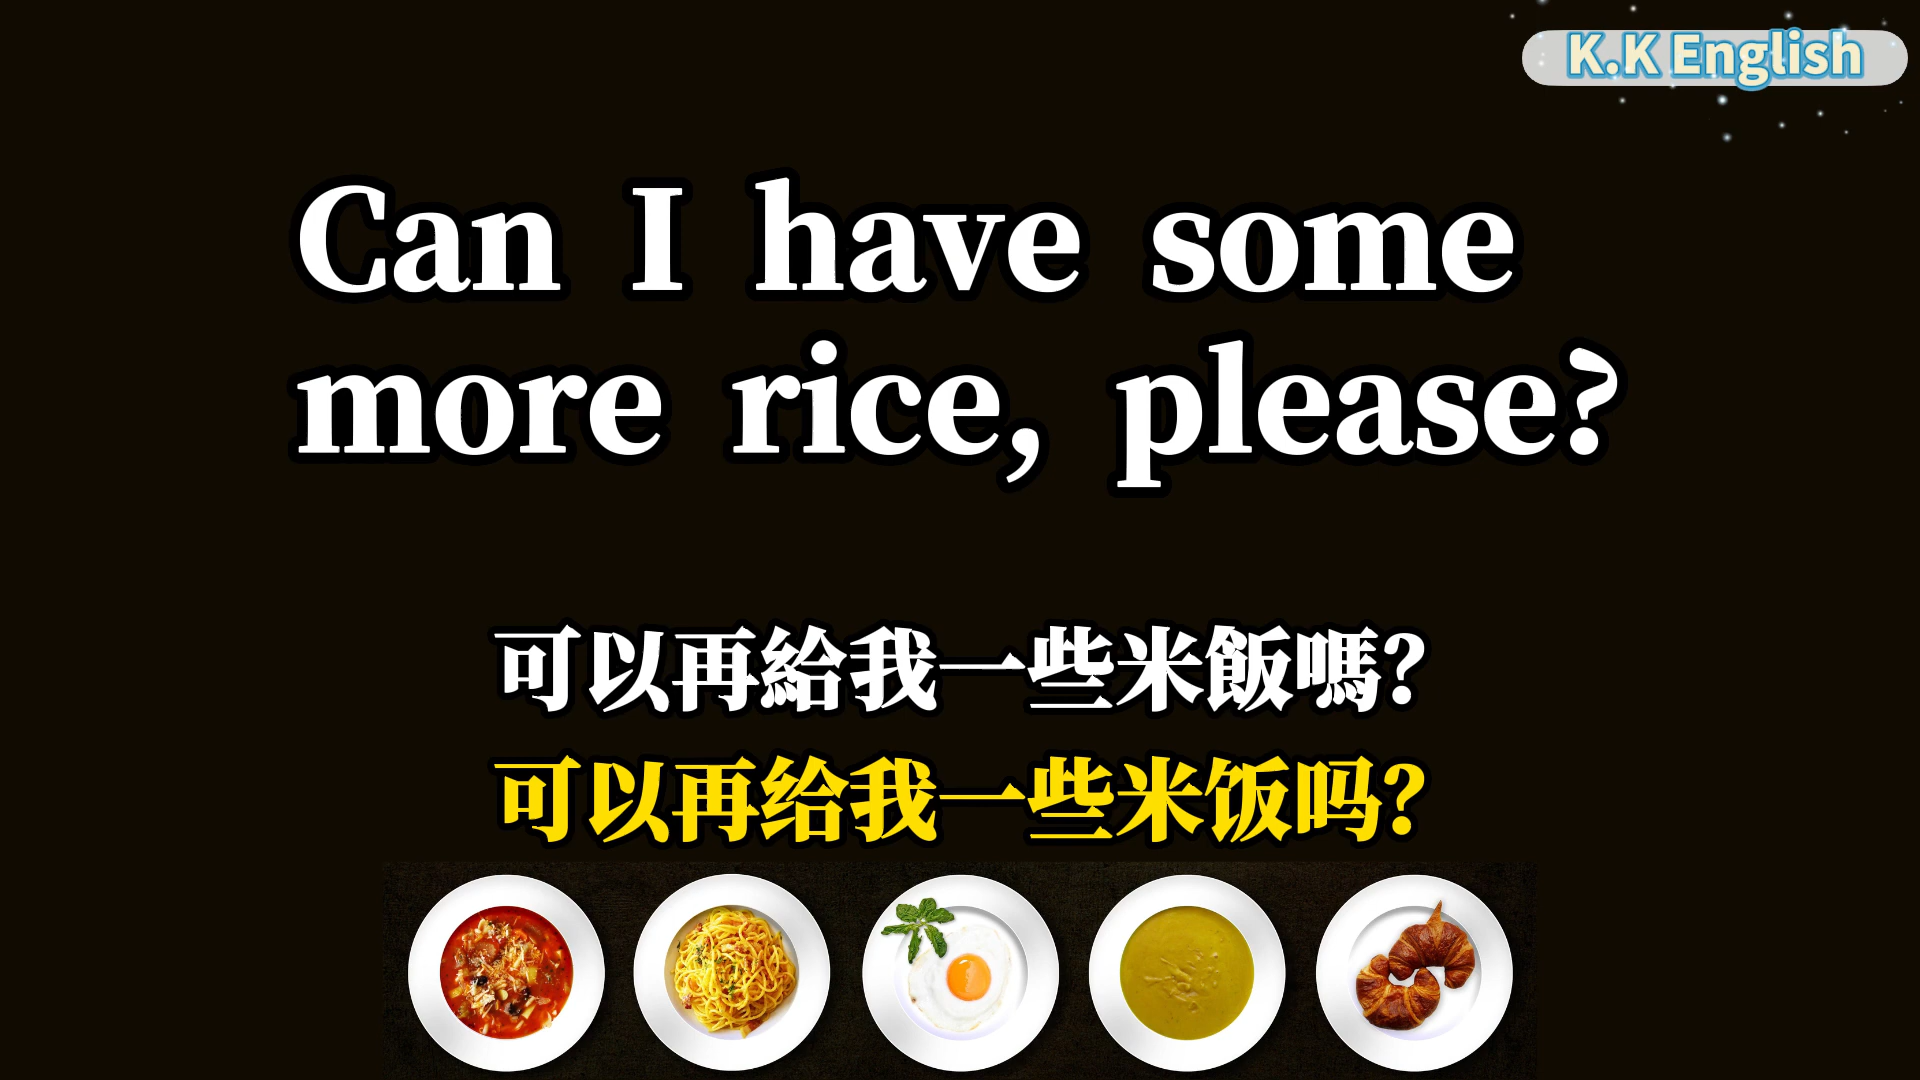 K.K English
Can I have some
more rice, please?
可以再給我一些米飯嗎?
可以再给我一些米饭吗?